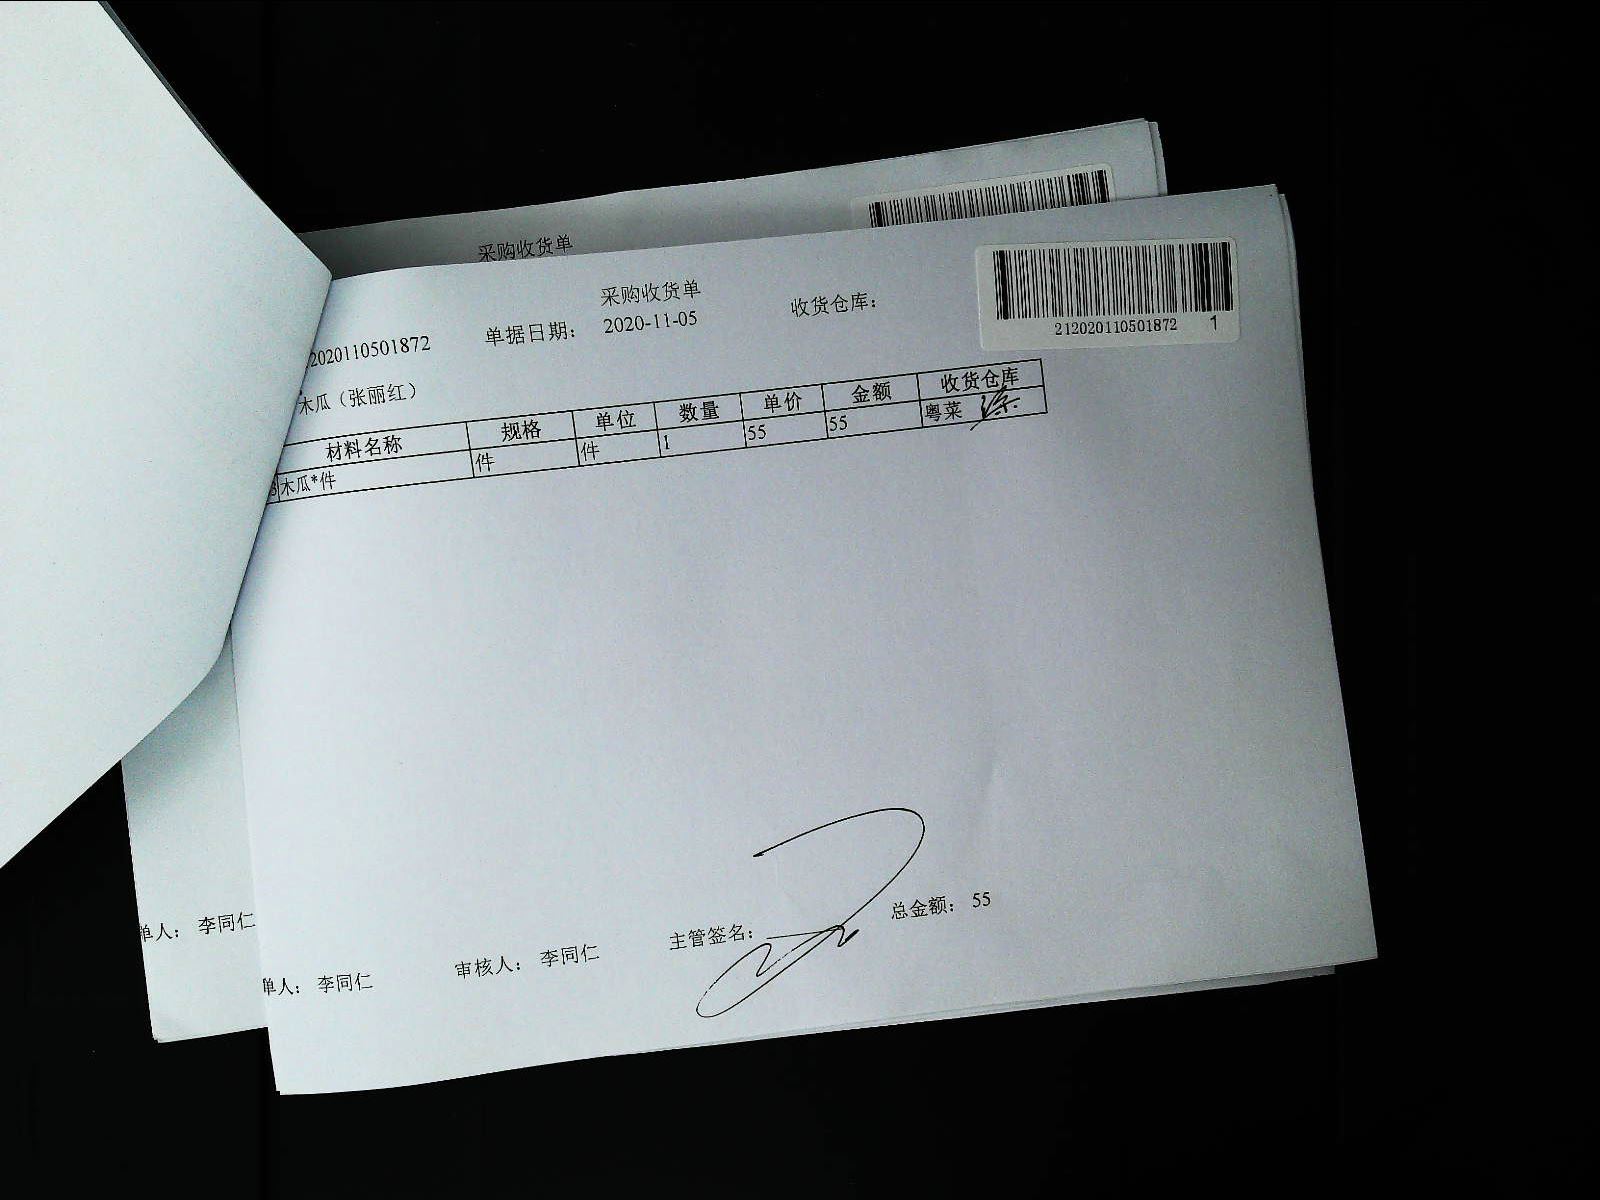 采购收货单
采购收货单
2020110501872 单据日期： 2020-11-05 收货仓库：
212020110501872 1
木瓜（张丽红）
材料名称 规格 单位 数量 单价 金额 收货仓库
3 木瓜*件 件 件 1 55 55 粤菜
单人： 李同仁
单人： 李同仁 审核人： 李同仁 主管签名： 总金额： 55